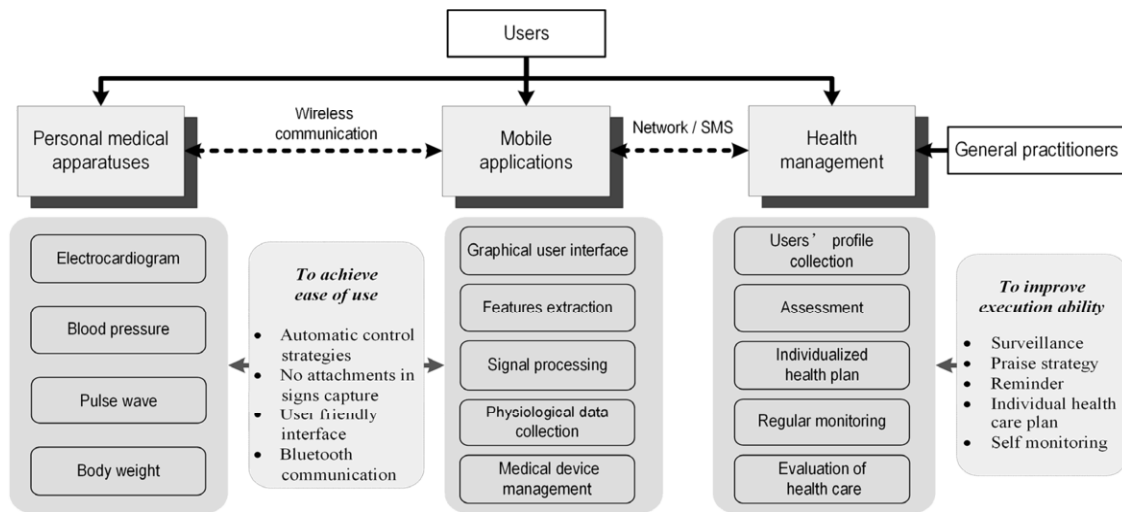 Users
Wireless
communication
Network / SMS
Personal medical
apparatuses
Mobile
applications
Health
management
General practitioners
Electrocardiogram
Blood pressure
Pulse wave
Body weight
To achieve
ease of use
• Automatic control
strategies
• No attachments in
signs capture
• User friendly
interface
• Bluetooth
communication
Graphical user interface
Features extraction
Signal processing
Physiological data
collection
Medical device
management
Users’ profile
collection
Assessment
Individualized
health plan
Regular monitoring
Evaluation of
health care
To improve
execution ability
• Surveillance
• Praise strategy
• Reminder
• Individual health
care plan
• Self monitoring